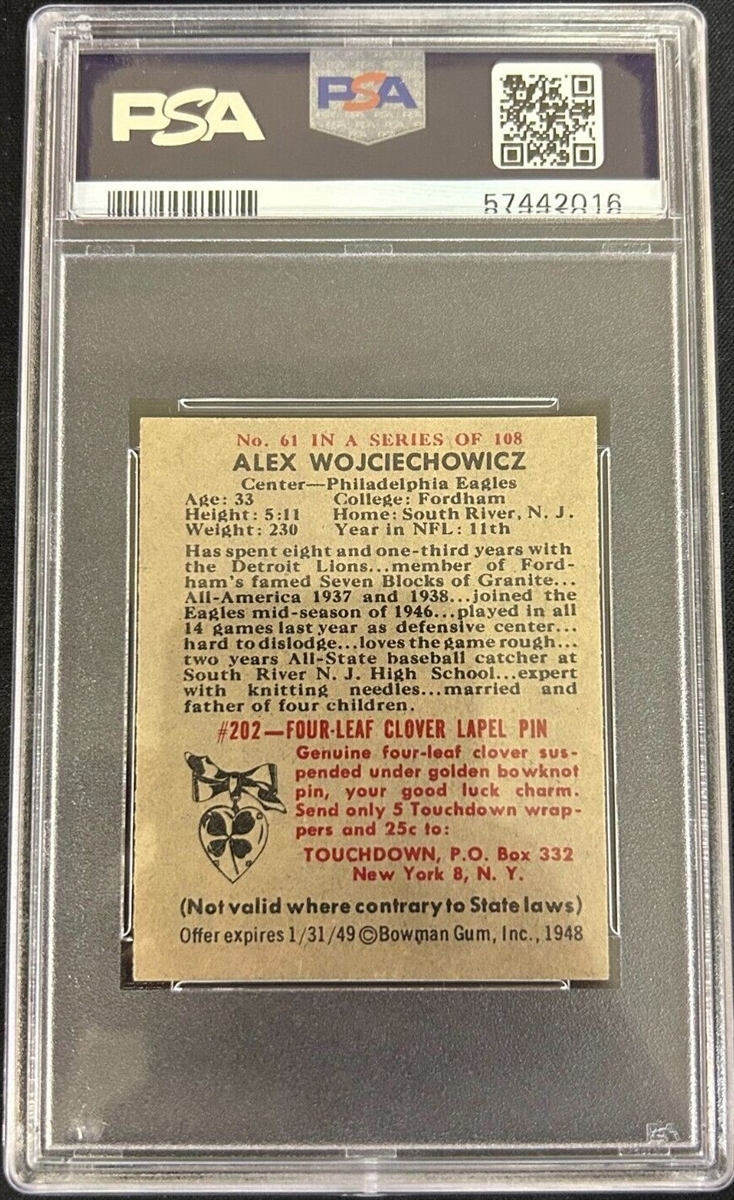 PSA
PSA
57442016
No. 61 IN A SERIES OF 108
ALEX WOJCIECHOWICZ
Center—Philadelphia Eagles
Age: 33 College: Fordham
Height: 5:11 Home: South River, N. J.
Weight: 230 Year in NFL: 11th
Has spent eight and one-third years with
the Detroit Lions...member of Ford-
ham's famed Seven Blocks of Granite...
All-America 1937 and 1938...joined the
Eagles mid-season of 1946...played in all
14 games last year as defensive center...
hard to dislodge...loves the game rough...
two years All-State baseball catcher at
South River N. J. High School...expert
with knitting needles...married and
father of four children.
#202—FOUR-LEAF CLOVER LAPEL PIN
Genuine four-leaf clover sus-
pended under golden bowknot
pin, your good luck charm.
Send only 5 Touchdown wrap-
pers and 25c to:
TOUCHDOWN, P.O. Box 332
New York 8, N. Y.
(Not valid where contrary to State laws)
Offer expires 1/31/49 ©Bowman Gum, Inc., 1948